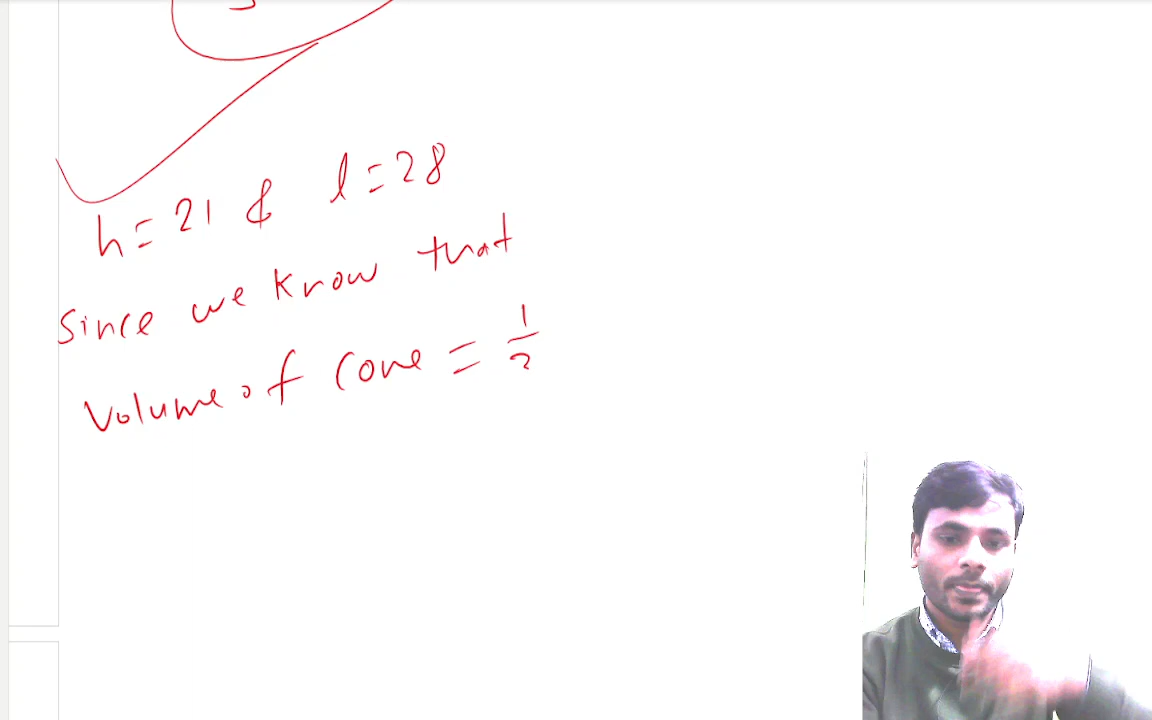 h = 21 & l = 28
Since we know that
Volume of Cone = 1/3